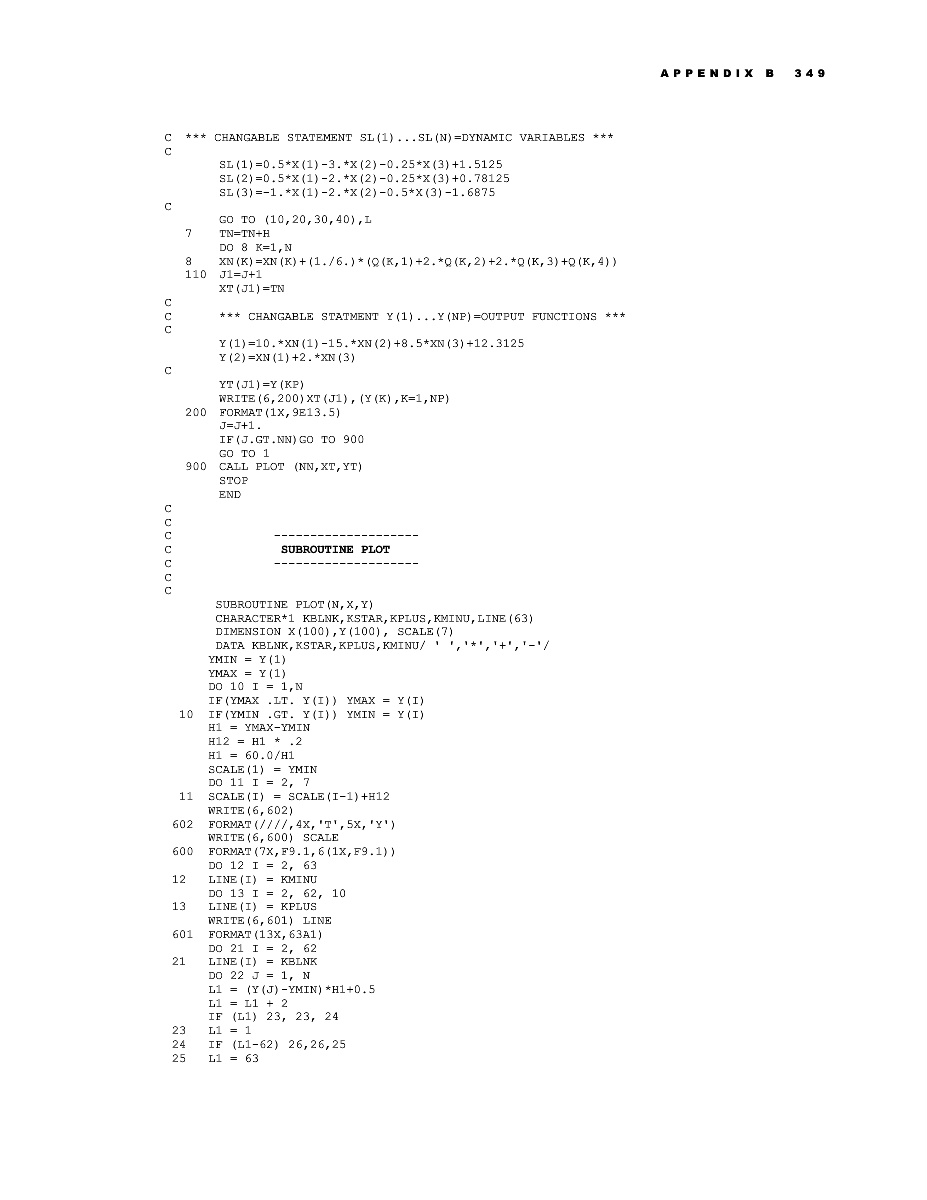 APPENDIX B 349
C *** CHANGABLE STATEMENT SL(1)...SL(N)=DYNAMIC VARIABLES ***
C
SL(1)=0.5*X(1)-3.*X(2)-0.25*X(3)+1.5125
SL(2)=0.5*X(1)-2.*X(2)-0.25*X(3)+0.78125
SL(3)=-1.*X(1)-2.*X(2)-0.5*X(3)-1.6875
C
GO TO (10,20,30,40),L
7 TN=TN+H
DO 8 K=1,N
8 XN(K)=XN(K)+(1./6.)*(Q(K,1)+2.*Q(K,2)+2.*Q(K,3)+Q(K,4))
110 J1=J+1
XT(J1)=TN
C
C *** CHANGABLE STATMENT Y(1)...Y(NP)=OUTPUT FUNCTIONS ***
C
Y(1)=10.*XN(1)-15.*XN(2)+8.5*XN(3)+12.3125
Y(2)=XN(1)+2.*XN(3)
C
YT(J1)=Y(KP)
WRITE(6,200)XT(J1),(Y(K),K=1,NP)
200 FORMAT(1X,9E13.5)
J=J+1.
IF(J.GT.NN)GO TO 900
GO TO 1
900 CALL PLOT (NN,XT,YT)
STOP
END
C
C
C --------------------
C SUBROUTINE PLOT
C --------------------
C
C
SUBROUTINE PLOT(N,X,Y)
CHARACTER*1 KBLNK,KSTAR,KPLUS,KMINU,LINE(63)
DIMENSION X(100),Y(100), SCALE(7)
DATA KBLNK,KSTAR,KPLUS,KMINU/ ' ','*','+','-'/
YMIN = Y(1)
YMAX = Y(1)
DO 10 I = 1,N
IF(YMAX .LT. Y(I)) YMAX = Y(I)
10 IF(YMIN .GT. Y(I)) YMIN = Y(I)
H1 = YMAX-YMIN
H12 = H1 * .2
H1 = 60.0/H1
SCALE(1) = YMIN
DO 11 I = 2, 7
11 SCALE(I) = SCALE(I-1)+H12
WRITE(6,602)
602 FORMAT(////,4X,'T',5X,'Y')
WRITE(6,600) SCALE
600 FORMAT(7X,F9.1,6(1X,F9.1))
DO 12 I = 2, 63
12 LINE(I) = KMINU
DO 13 I = 2, 62, 10
13 LINE(I) = KPLUS
WRITE(6,601) LINE
601 FORMAT(13X,63A1)
DO 21 I = 2, 62
21 LINE(I) = KBLNK
DO 22 J = 1, N
L1 = (Y(J)-YMIN)*H1+0.5
L1 = L1 + 2
IF (L1) 23, 23, 24
23 L1 = 1
24 IF (L1-62) 26,26,25
25 L1 = 63